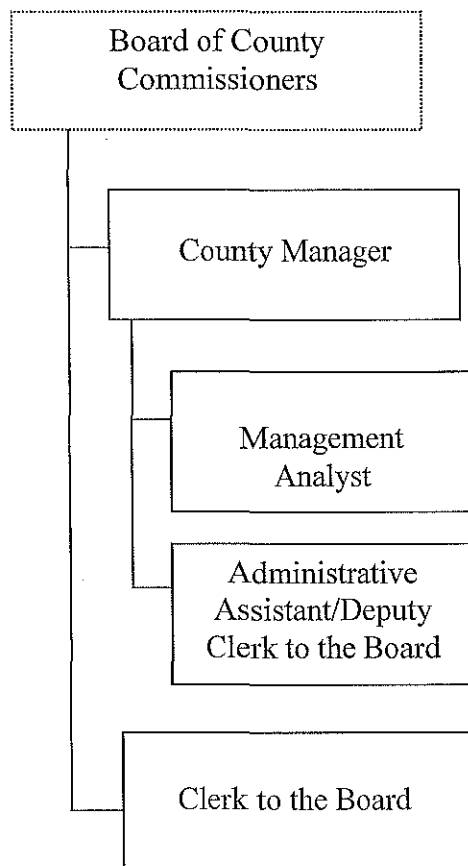 Board of County
Commissioners
County Manager
Management
Analyst
Administrative
Assistant/Deputy
Clerk to the Board
Clerk to the Board